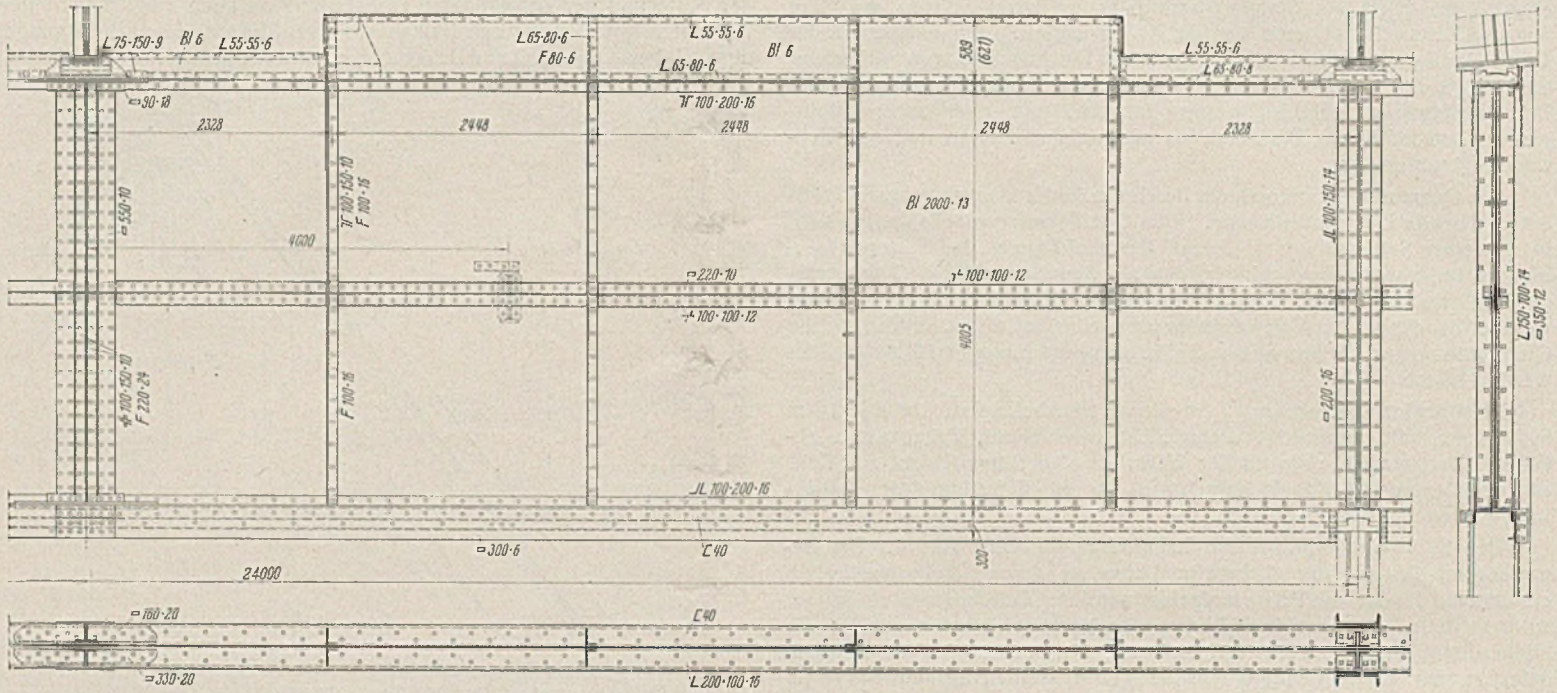 L 75·150·9
Bl 6
L 55·55·6
L 65·80·6
F 80·6
L 55·55·6
Bl 6
589
(621)
L 55·55·6
L 65·80·6
L 65·80·8
▭ 90·18
ℸΓ 100·200·16
2328
2448
2448
2448
2328
▭ 550·10
ℸΓ 100·150·10
F 100·16
Bl 2000·13
⅃L 100·150·14
4000
▭ 220·10
100·100·12
100·100·12
L 150·100·14
▭ 350·12
100·150·10
F 220·24
F 100·16
4005
▭ 200·16
⅃L 100·200·16
▭ 300·6
C 40
300
24000
▭ 160·20
C 40
▭ 330·20
L 200·100·16